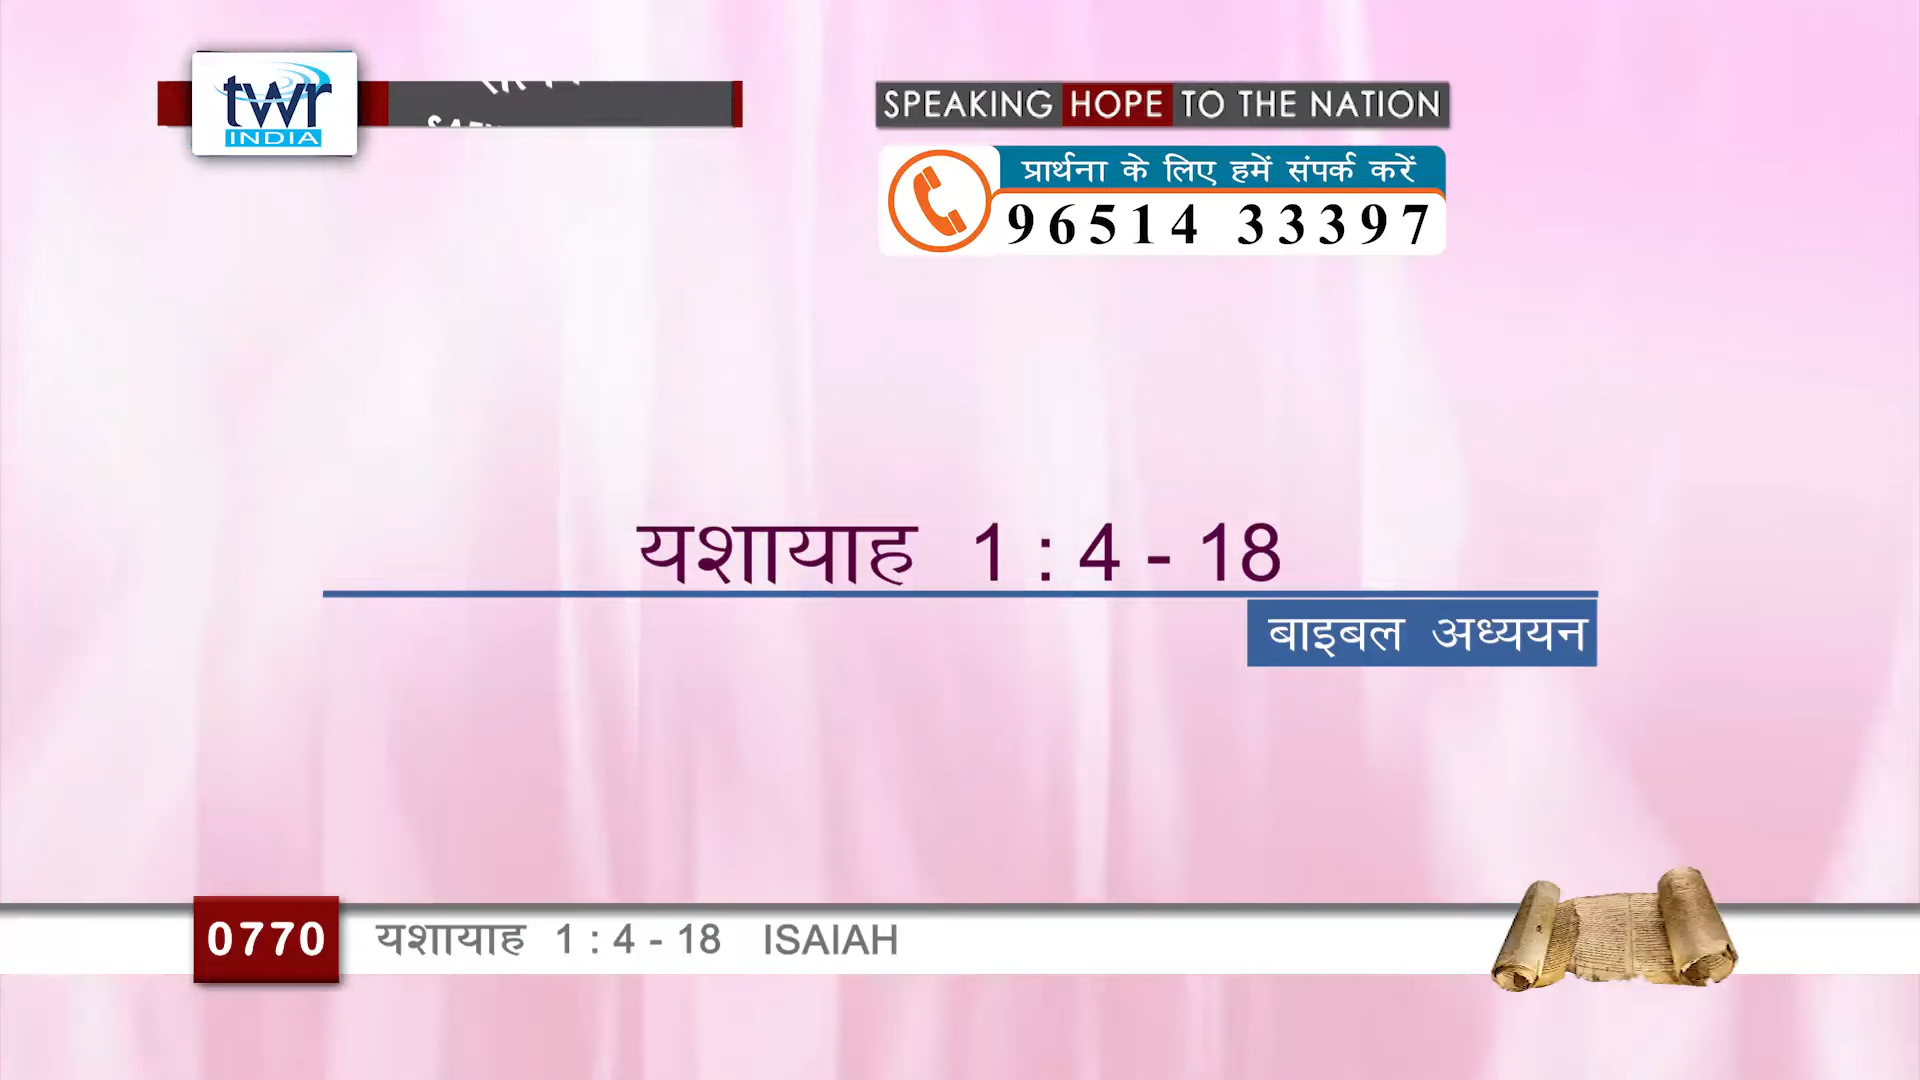 twr
INDIA
SPEAKING HOPE TO THE NATION
प्रार्थना के लिए हमें संपर्क करें
96514 33397
यशायाह 1 : 4 - 18
बाइबल अध्ययन
0770 यशायाह 1 : 4 - 18 ISAIAH